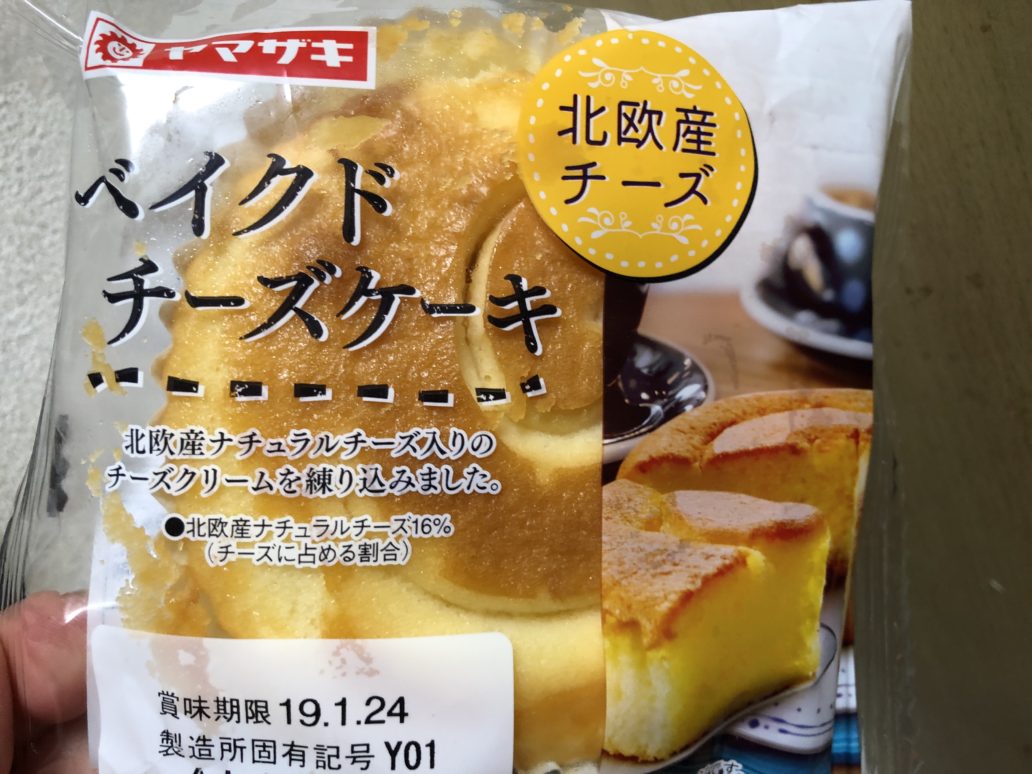 ヤマザキ
北欧産
チーズ
ベイクド
チーズケーキ
北欧産ナチュラルチーズ入りの
チーズクリームを練り込みました。
●北欧産ナチュラルチーズ16%
(チーズに占める割合)
賞味期限 19.1.24
製造所固有記号 Y01